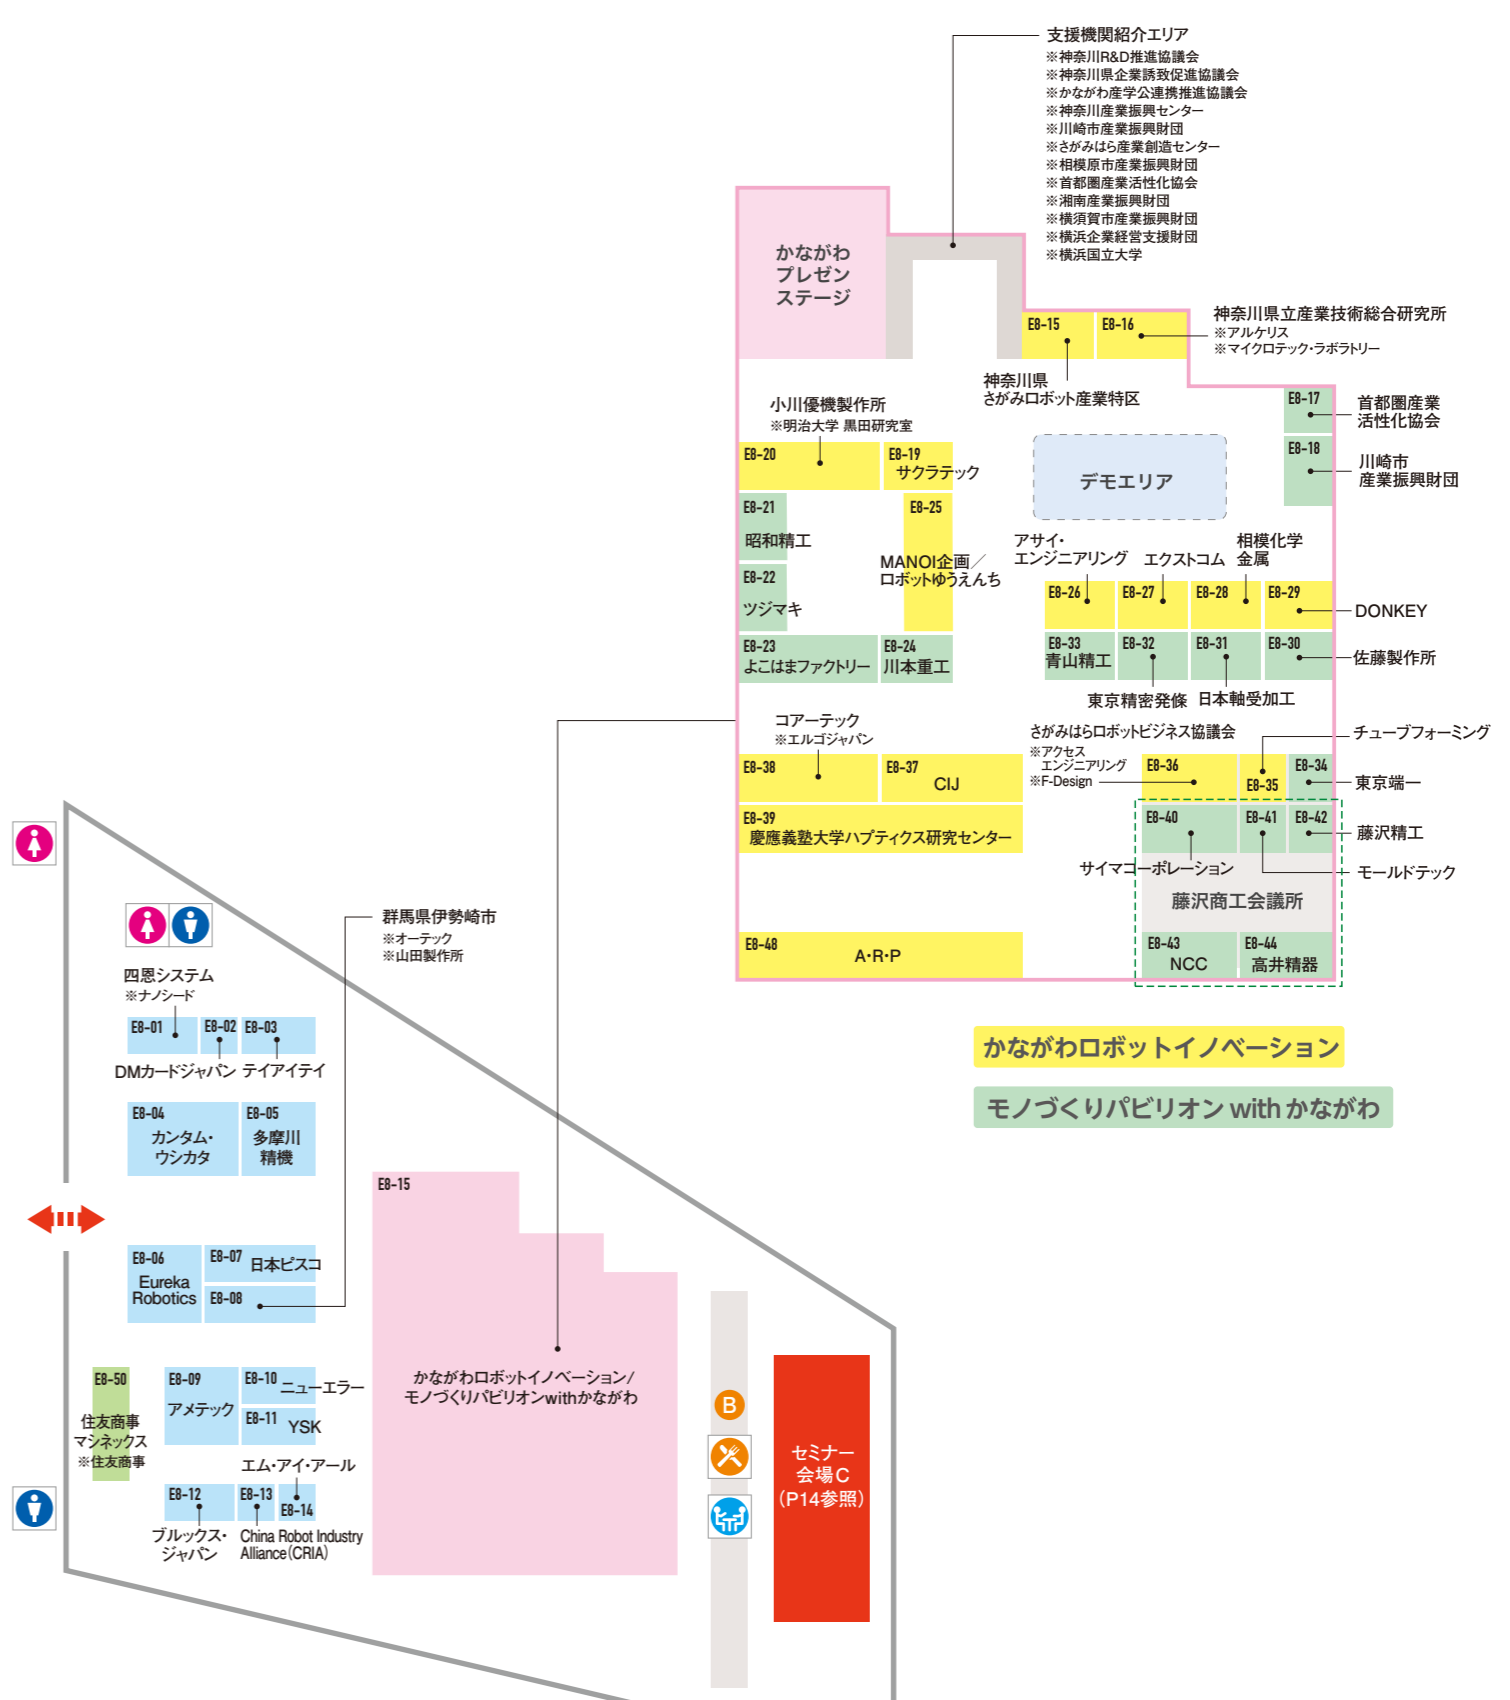 支援機関紹介エリア
※神奈川R&D推進協議会
※神奈川県企業誘致促進協議会
※かながわ産学公連携推進協議会
※神奈川産業振興センター
※川崎市産業振興財団
※さがみはら産業創造センター
※相模原市産業振興財団
※首都圏産業活性化協会
※湘南産業振興財団
※横須賀市産業振興財団
※横浜企業経営支援財団
※横浜国立大学
かながわ
プレゼン
ステージ
E8-15
E8-16
神奈川県立産業技術総合研究所
※アルケリス
※マイクロテック・ラボラトリー
神奈川県
さがみロボット産業特区
E8-17
首都圏産業
活性化協会
E8-18
川崎市
産業振興財団
小川優機製作所
※明治大学 黒田研究室
E8-20
E8-19
サクラテック
デモエリア
E8-21
昭和精工
E8-25
MANOI企画/
ロボットゆうえんち
E8-22
ツジマキ
アサイ・
エンジニアリング
エクストコム
相模化学
金属
E8-26
E8-27
E8-28
E8-29
DONKEY
E8-23
よこはまファクトリー
E8-24
川本重工
E8-33
青山精工
E8-32
E8-31
E8-30
佐藤製作所
東京精密発條
日本軸受加工
コアーテック
※エルゴジャパン
さがみはらロボットビジネス協議会
※アクセス
エンジニアリング
※F-Design
チューブフォーミング
E8-38
E8-37
CIJ
E8-36
E8-35
E8-34
東京端一
E8-39
慶應義塾大学ハプティクス研究センター
E8-40
E8-41
E8-42
藤沢精工
サイマコーポレーション
モールドテック
藤沢商工会議所
E8-48
A・R・P
E8-43
NCC
E8-44
高井精器
かながわロボットイノベーション
モノづくりパビリオン with かながわ
群馬県伊勢崎市
※オーテック
※山田製作所
四恩システム
※ナノシード
E8-01
E8-02
E8-03
DMカードジャパン
テイアイテイ
E8-04
カンタム・
ウシカタ
E8-05
多摩川
精機
E8-06
Eureka
Robotics
E8-07
日本ピスコ
E8-08
E8-15
かながわロボットイノベーション/
モノづくりパビリオンwithかながわ
E8-50
住友商事
マシネックス
※住友商事
E8-09
アメテック
E8-10
ニューエラー
E8-11
YSK
エム・アイ・アール
E8-12
E8-13
E8-14
ブルックス・
ジャパン
China Robot Industry
Alliance(CRIA)
B
セミナー
会場C
(P14参照)